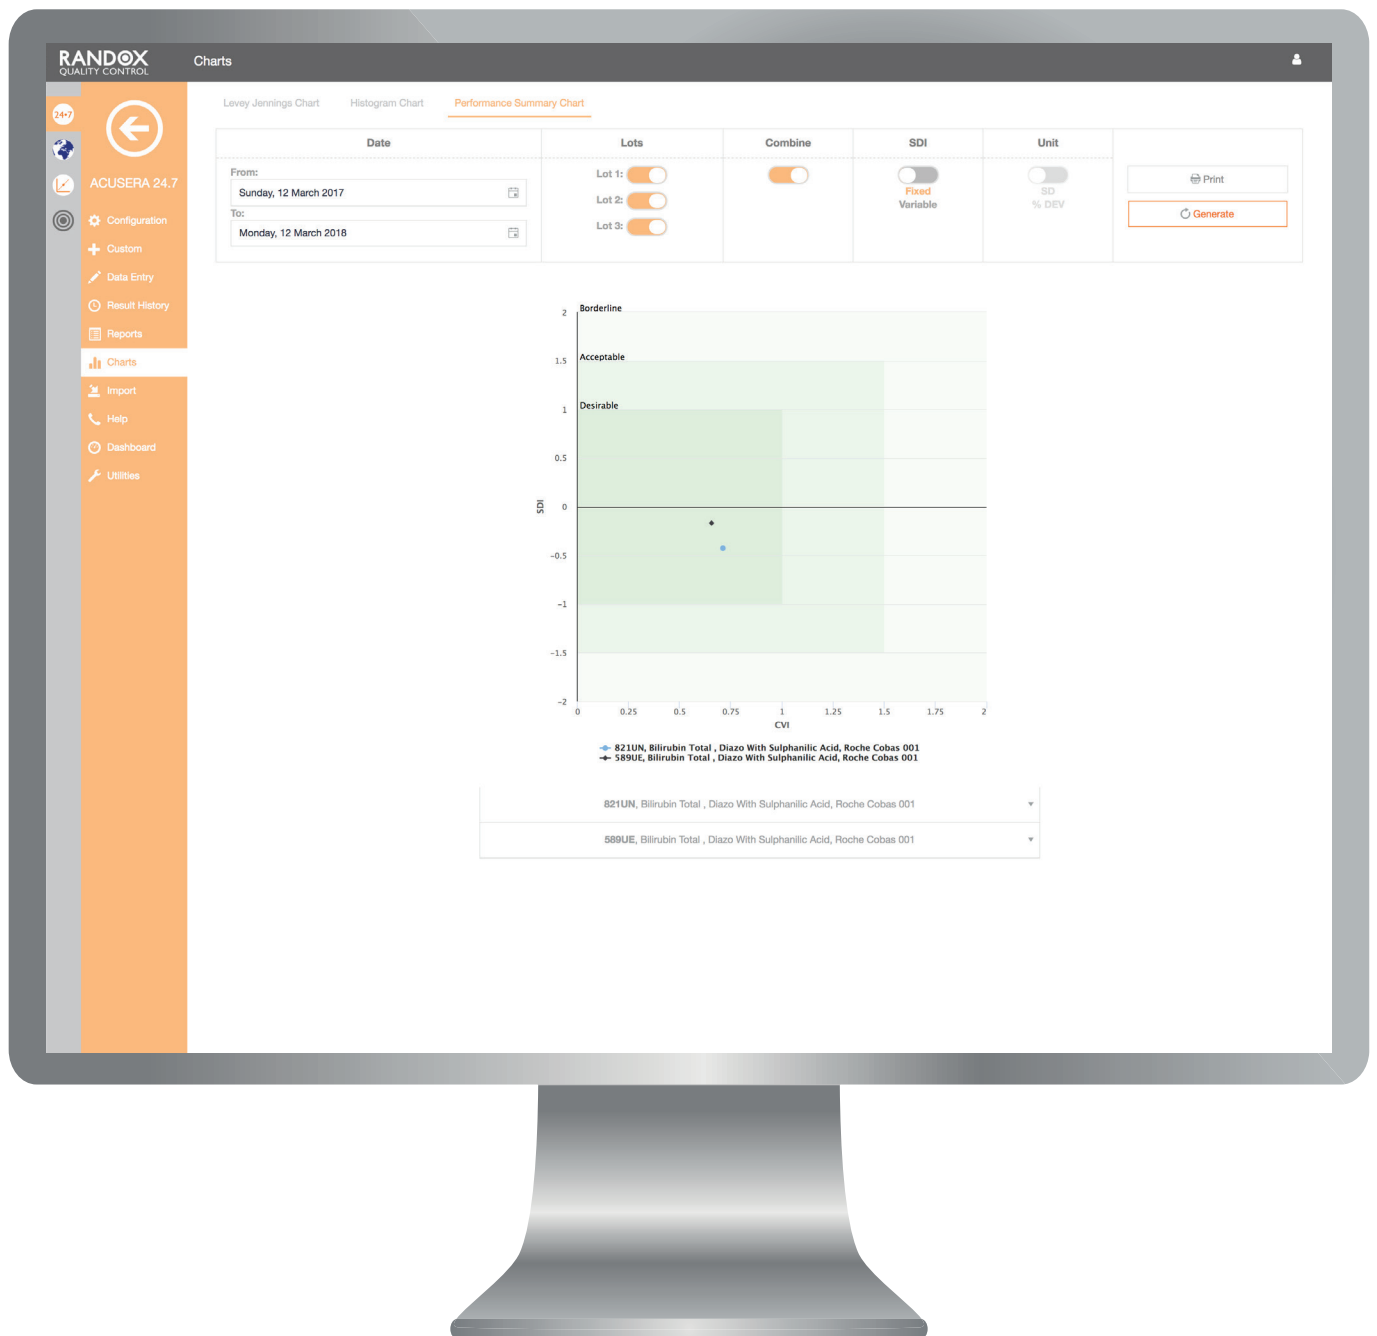 RANDOX
QUALITY CONTROL
Charts
24•7
ACUSERA 24.7
Configuration
Custom
Data Entry
Result History
Reports
Charts
Import
Help
Dashboard
Utilities
Levey Jennings Chart
Histogram Chart
Performance Summary Chart
Date
Lots
Combine
SDI
Unit
From:
Sunday, 12 March 2017
To:
Monday, 12 March 2018
Lot 1:
Lot 2:
Lot 3:
Fixed
Variable
SD
% DEV
Print
Generate
2
Borderline
1.5
Acceptable
1
Desirable
0.5
SDI
0
-0.5
-1
-1.5
-2
0 0.25 0.5 0.75 1 1.25 1.5 1.75 2
CVI
821UN, Bilirubin Total , Diazo With Sulphanilic Acid, Roche Cobas 001
589UE, Bilirubin Total , Diazo With Sulphanilic Acid, Roche Cobas 001
821UN, Bilirubin Total , Diazo With Sulphanilic Acid, Roche Cobas 001
589UE, Bilirubin Total , Diazo With Sulphanilic Acid, Roche Cobas 001